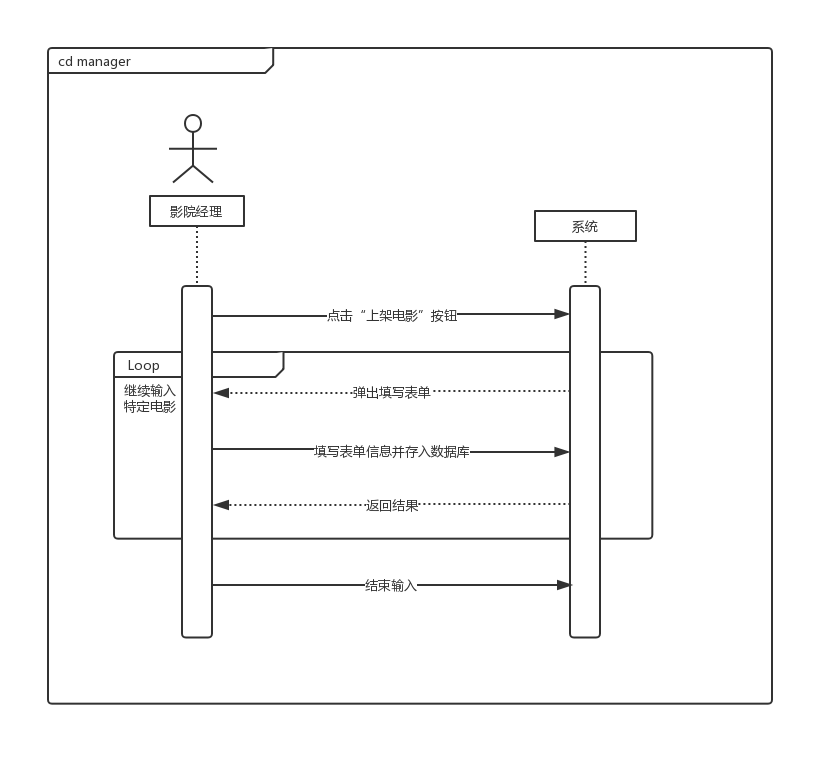 cd manager
影院经理
系统
点击“上架电影”按钮
Loop
继续输入
特定电影
弹出填写表单
填写表单信息并存入数据库
返回结果
结束输入